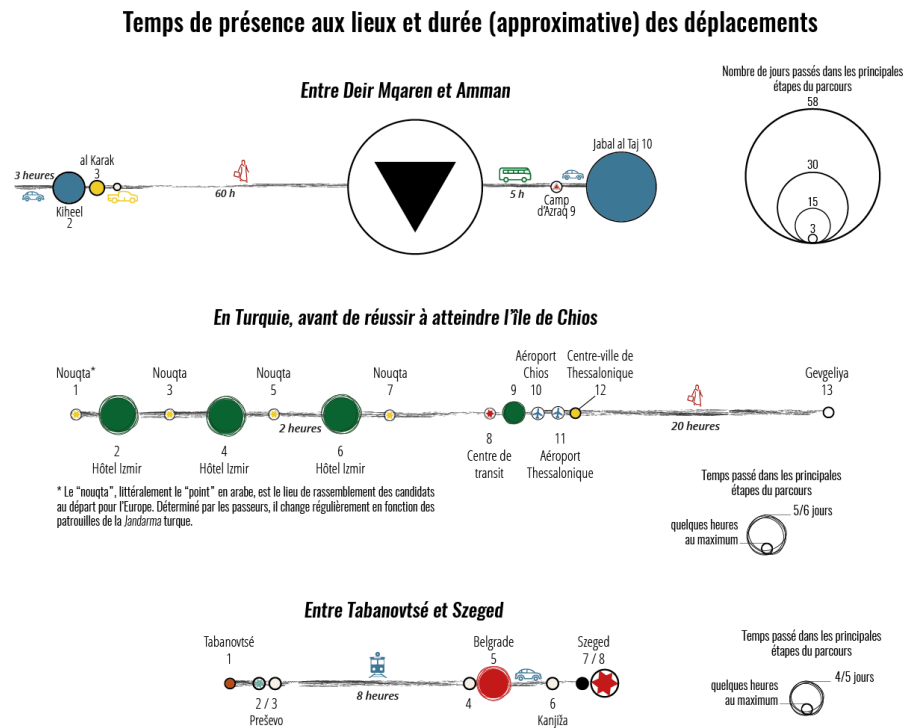 Temps de présence aux lieux et durée (approximative) des déplacements
Entre Deir Mqaren et Amman
Nombre de jours passés dans les principales
étapes du parcours
58
30
15
3
3 heures
Kiheel
2
al Karak
3
60 h
5 h
Camp
d'Azraq 9
Jabal al Taj 10
En Turquie, avant de réussir à atteindre l'île de Chios
Nouqta*
1
2
Hôtel Izmir
Nouqta
3
4
Hôtel Izmir
Nouqta
5
2 heures
6
Hôtel Izmir
Nouqta
7
8
Centre de
transit
9
Aéroport
Chios
10
11
Aéroport
Thessalonique
Centre-ville de
Thessalonique
12
20 heures
Gevgeliya
13
* Le "nouqta", littéralement le "point" en arabe, est le lieu de rassemblement des candidats
au départ pour l'Europe. Déterminé par les passeurs, il change régulièrement en fonction des
patrouilles de la Jandarma turque.
Temps passé dans les principales
étapes du parcours
5/6 jours
quelques heures
au maximum
Entre Tabanovtsé et Szeged
Tabanovtsé
1
2 / 3
Preševo
8 heures
4
Belgrade
5
6
Kanjiža
Szeged
7 / 8
Temps passé dans les principales
étapes du parcours
4/5 jours
quelques heures
au maximum